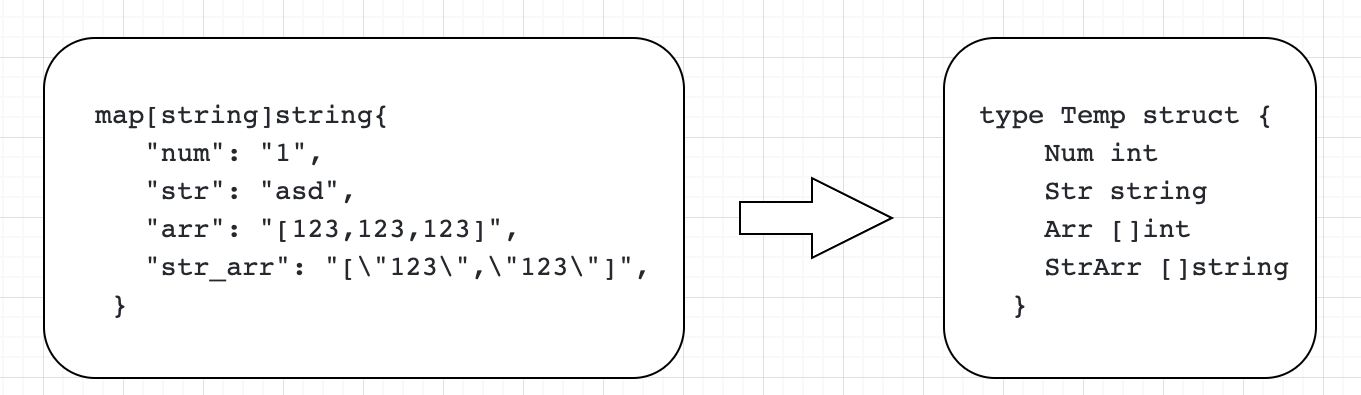 map[string]string{
"num": "1",
"str": "asd",
"arr": "[123,123,123]",
"str_arr": "[\"123\",\"123\"]",
}
type Temp struct {
Num int
Str string
Arr []int
StrArr []string
}